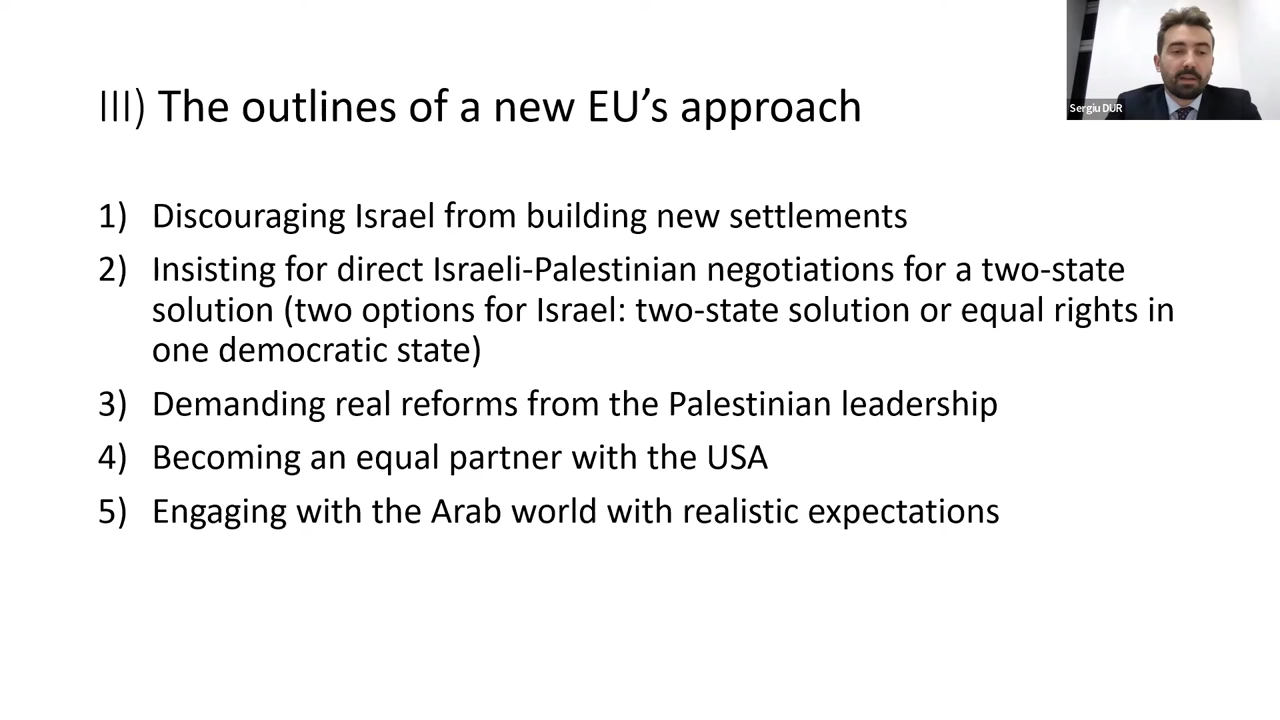 III) The outlines of a new EU’s approach
Sergiu DUR
1) Discouraging Israel from building new settlements
2) Insisting for direct Israeli-Palestinian negotiations for a two-state
solution (two options for Israel: two-state solution or equal rights in
one democratic state)
3) Demanding real reforms from the Palestinian leadership
4) Becoming an equal partner with the USA
5) Engaging with the Arab world with realistic expectations